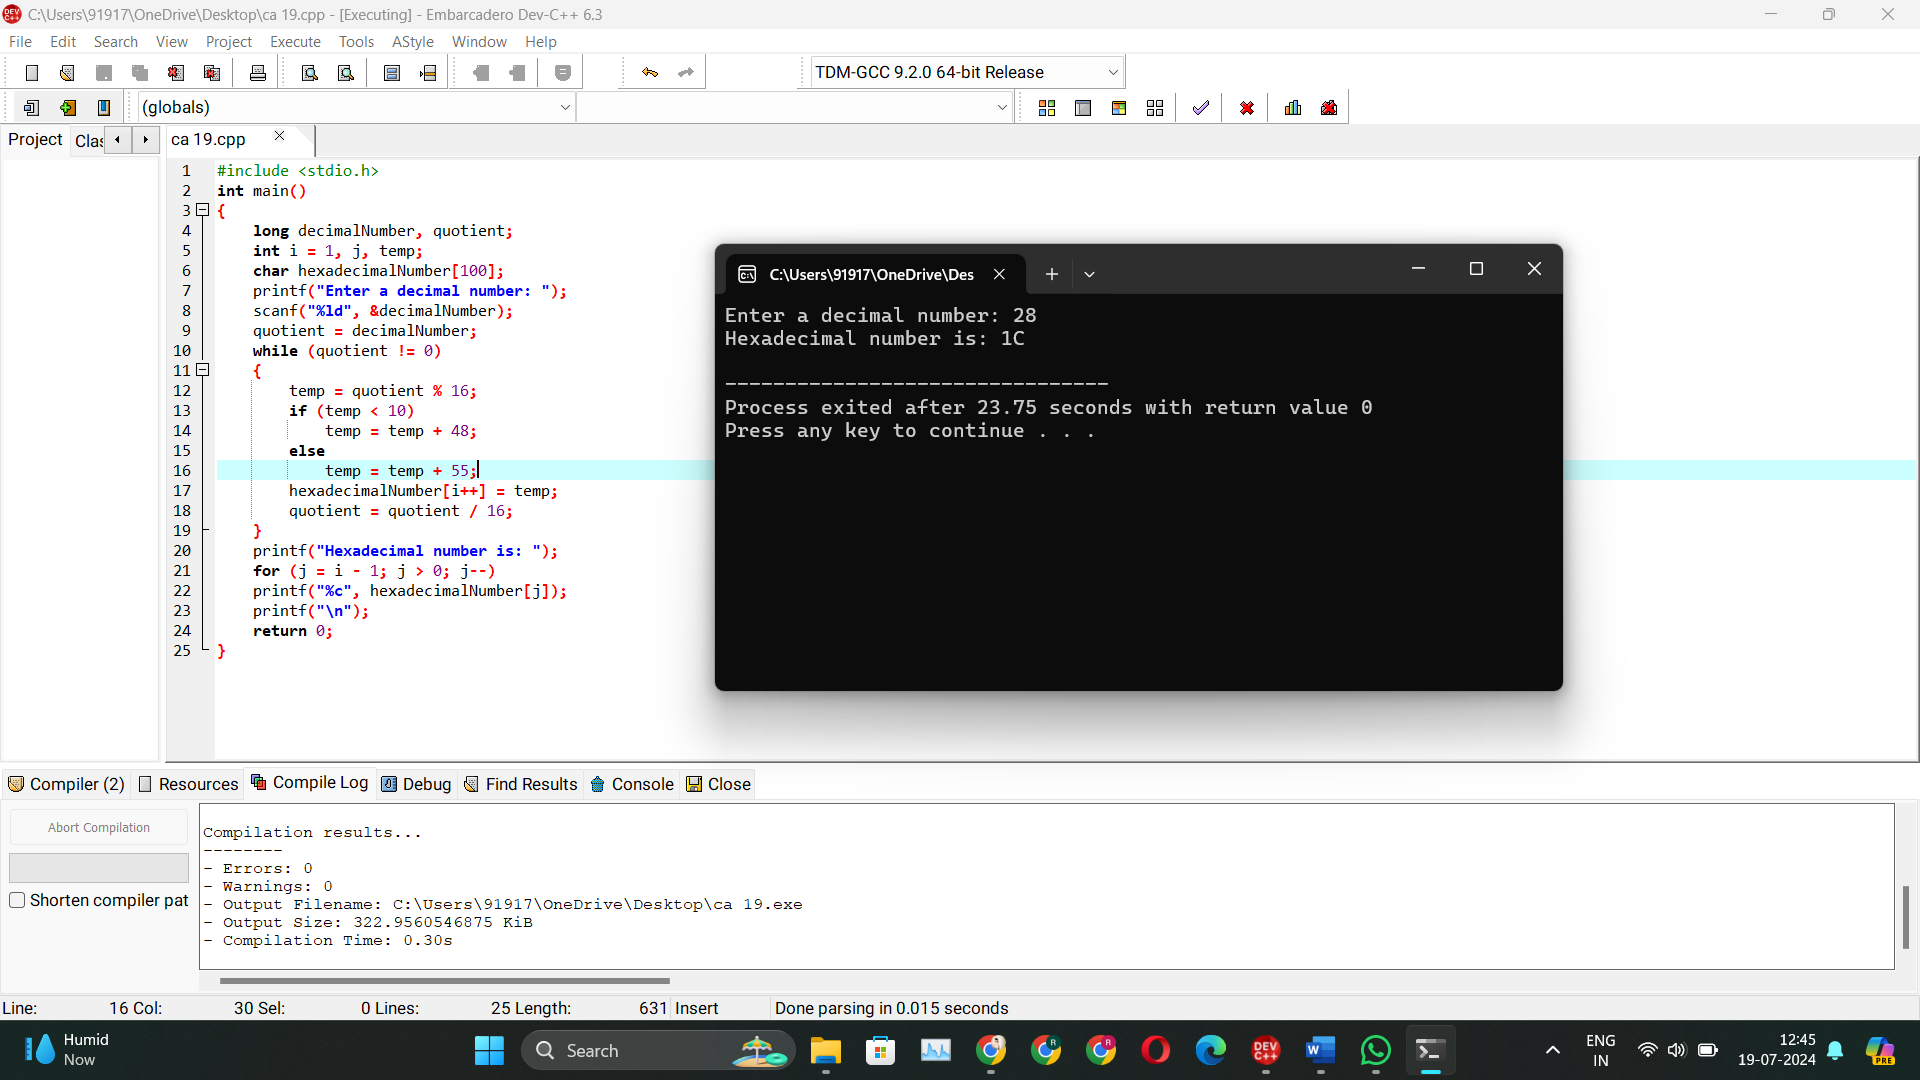 C:\Users\91917\OneDrive\Desktop\ca 19.cpp - [Executing] - Embarcadero Dev-C++ 6.3
File Edit Search View Project Execute Tools AStyle Window Help
TDM-GCC 9.2.0 64-bit Release
(globals)
Project Clas
ca 19.cpp
1 #include <stdio.h>
2 int main()
3 {
4 long decimalNumber, quotient;
5 int i = 1, j, temp;
6 char hexadecimalNumber[100];
7 printf("Enter a decimal number: ");
8 scanf("%ld", &decimalNumber);
9 quotient = decimalNumber;
10 while (quotient != 0)
11 {
12 temp = quotient % 16;
13 if (temp < 10)
14 temp = temp + 48;
15 else
16 temp = temp + 55;
17 hexadecimalNumber[i++] = temp;
18 quotient = quotient / 16;
19 }
20 printf("Hexadecimal number is: ");
21 for (j = i - 1; j > 0; j--)
22 printf("%c", hexadecimalNumber[j]);
23 printf("\n");
24 return 0;
25 }
C:\Users\91917\OneDrive\Des
Enter a decimal number: 28
Hexadecimal number is: 1C
--------------------------------
Process exited after 23.75 seconds with return value 0
Press any key to continue . . .
Compiler (2) Resources Compile Log Debug Find Results Console Close
Abort Compilation
Shorten compiler pat
Compilation results...
--------
- Errors: 0
- Warnings: 0
- Output Filename: C:\Users\91917\OneDrive\Desktop\ca 19.exe
- Output Size: 322.9560546875 KiB
- Compilation Time: 0.30s
Line: 16 Col: 30 Sel: 0 Lines: 25 Length: 631 Insert Done parsing in 0.015 seconds
Humid
Now
Search
ENG
IN
12:45
19-07-2024